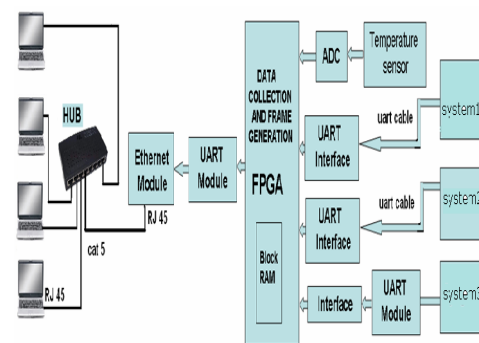 HUB
RJ 45
cat 5
RJ 45
Ethernet
Module
UART
Module
DATA
COLLECTION
AND FRAME
GENERATION
FPGA
Block
RAM
ADC
Temperature
sensor
UART
Interface
uart cable
system1
UART
Interface
uart cable
system2
Interface
UART
Module
system3